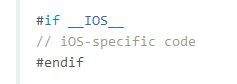 #if __IOS__
// iOS-specific code
#endif